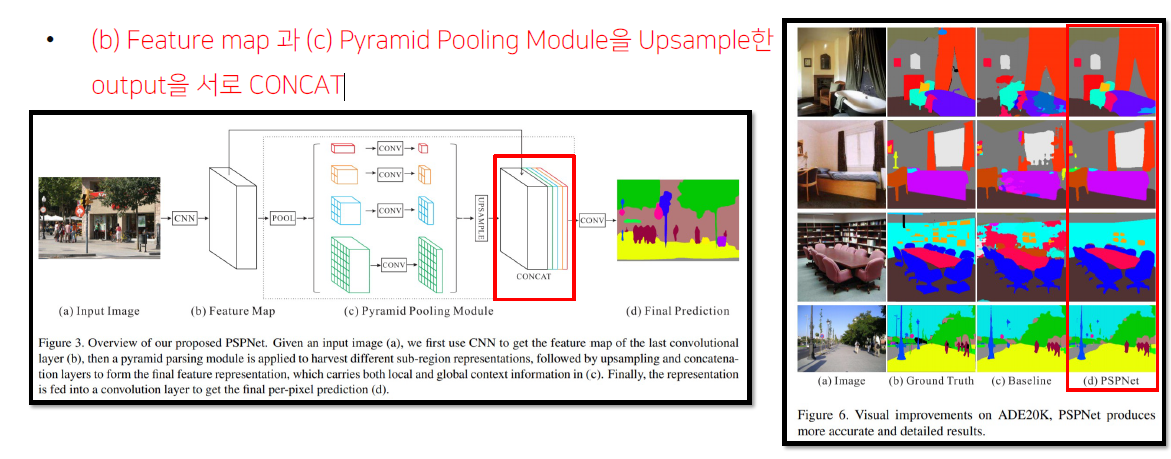 • (b) Feature map 과 (c) Pyramid Pooling Module을 Upsample한
output을 서로 CONCAT
CNN
POOL
CONV
CONV
CONV
CONV
UPSAMPLE
CONCAT
CONV
(a) Input Image
(b) Feature Map
(c) Pyramid Pooling Module
(d) Final Prediction
Figure 3. Overview of our proposed PSPNet. Given an input image (a), we first use CNN to get the feature map of the last convolutional
layer (b), then a pyramid parsing module is applied to harvest different sub-region representations, followed by upsampling and concatena-
tion layers to form the final feature representation, which carries both local and global context information in (c). Finally, the representation
is fed into a convolution layer to get the final per-pixel prediction (d).
(a) Image
(b) Ground Truth
(c) Baseline
(d) PSPNet
Figure 6. Visual improvements on ADE20K, PSPNet produces
more accurate and detailed results.